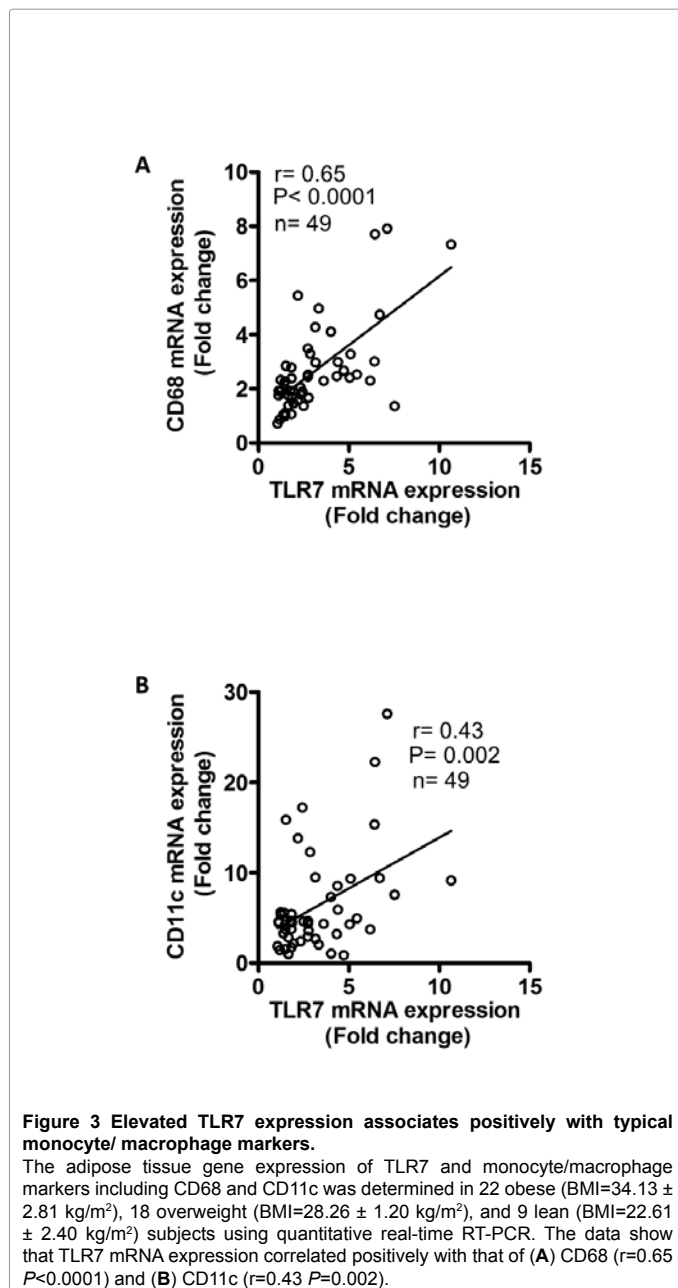 A
10
8
6
4
2
0
CD68 mRNA expression
(Fold change)
r= 0.65
P< 0.0001
n= 49
0 5 10 15
TLR7 mRNA expression
(Fold change)
B
30
20
10
0
CD11c mRNA expression
(Fold change)
r= 0.43
P= 0.002
n= 49
0 5 10 15
TLR7 mRNA expression
(Fold change)
Figure 3 Elevated TLR7 expression associates positively with typical
monocyte/ macrophage markers.
The adipose tissue gene expression of TLR7 and monocyte/macrophage
markers including CD68 and CD11c was determined in 22 obese (BMI=34.13 ±
2.81 kg/m²), 18 overweight (BMI=28.26 ± 1.20 kg/m²), and 9 lean (BMI=22.61
± 2.40 kg/m²) subjects using quantitative real-time RT-PCR. The data show
that TLR7 mRNA expression correlated positively with that of (A) CD68 (r=0.65
P<0.0001) and (B) CD11c (r=0.43 P=0.002).